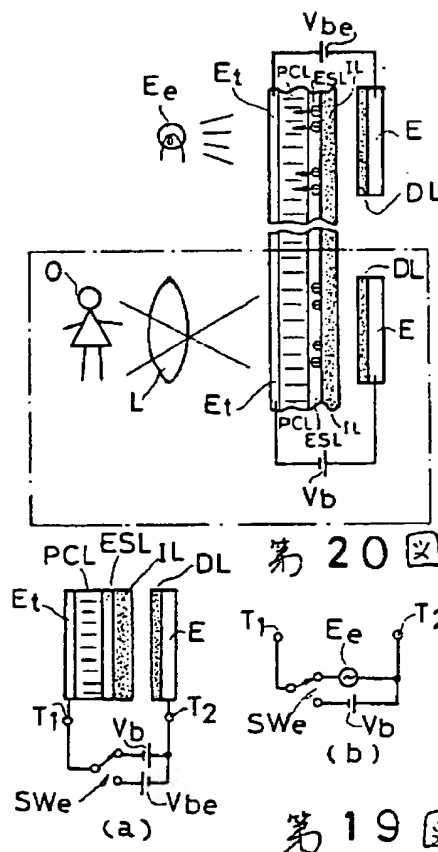 Vbe
Et PCL ESL IL
Ee
E
DL
O
DL
L
E
Et
PCL
ESL
IL
Vb
第20図
PCL ESL IL DL
Et
E
T1 T2
Vb
SWe
Vbe
(a)
T1 Ee T2
SWe Vb
(b)
第19図